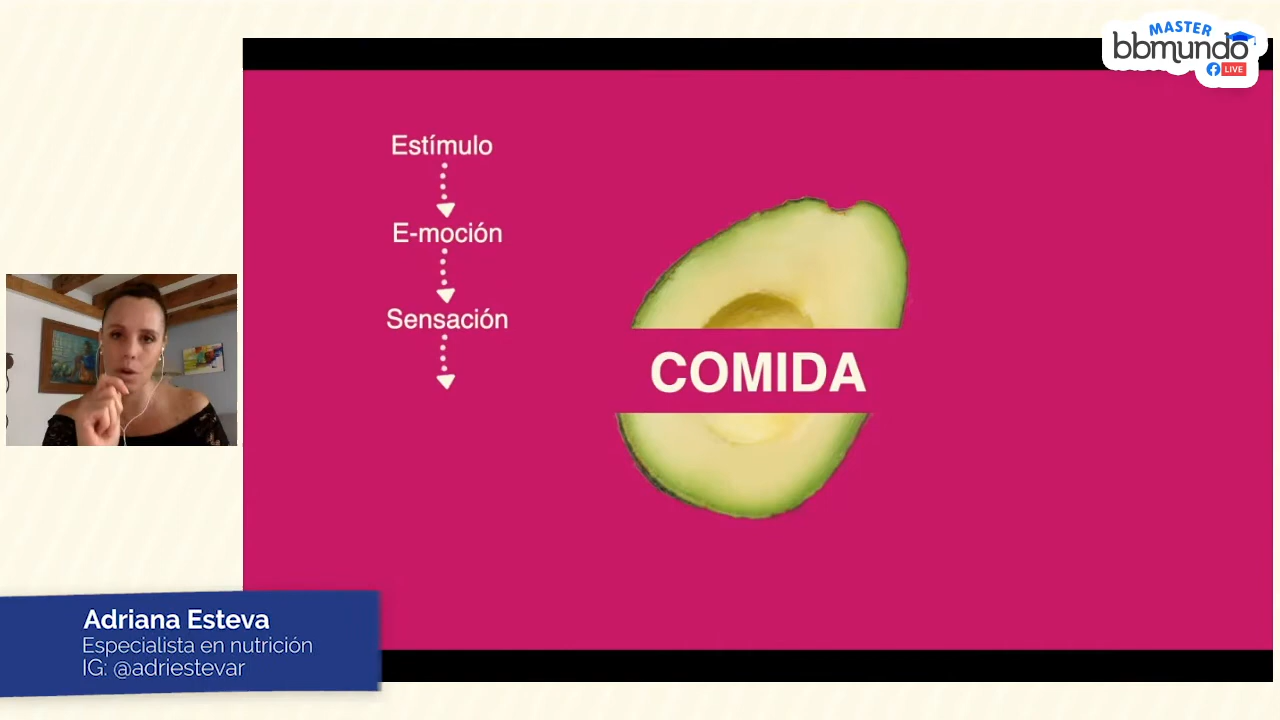 MASTER
bbmundo
LIVE
Estímulo
E-moción
Sensación
COMIDA
Adriana Esteva
Especialista en nutrición
IG: @adriestevar